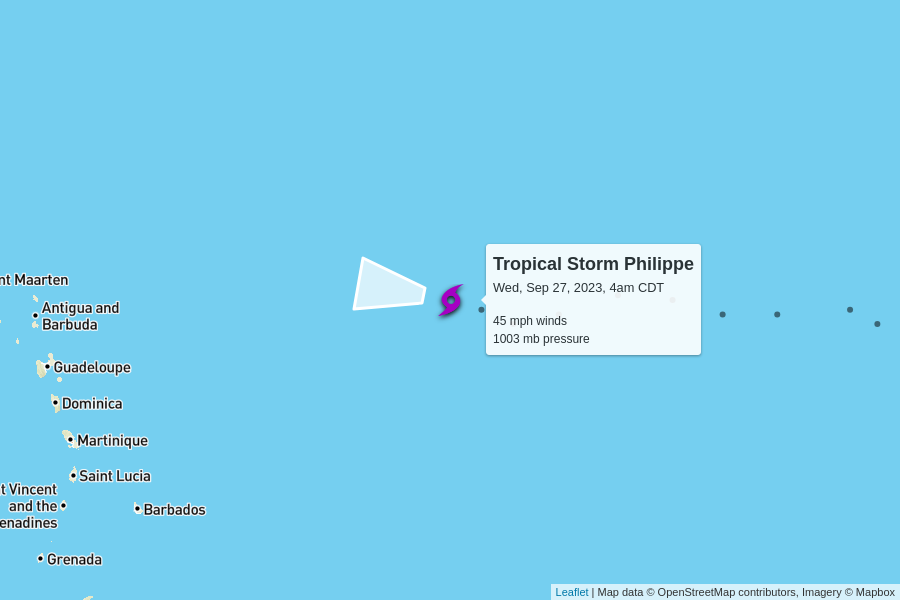 Tropical Storm Philippe
Wed, Sep 27, 2023, 4am CDT
45 mph winds
1003 mb pressure
nt Maarten
Antigua and
Barbuda
Guadeloupe
Dominica
Martinique
Saint Lucia
t Vincent
and the
enadines
Barbados
Grenada
Leaflet | Map data © OpenStreetMap contributors, Imagery © Mapbox